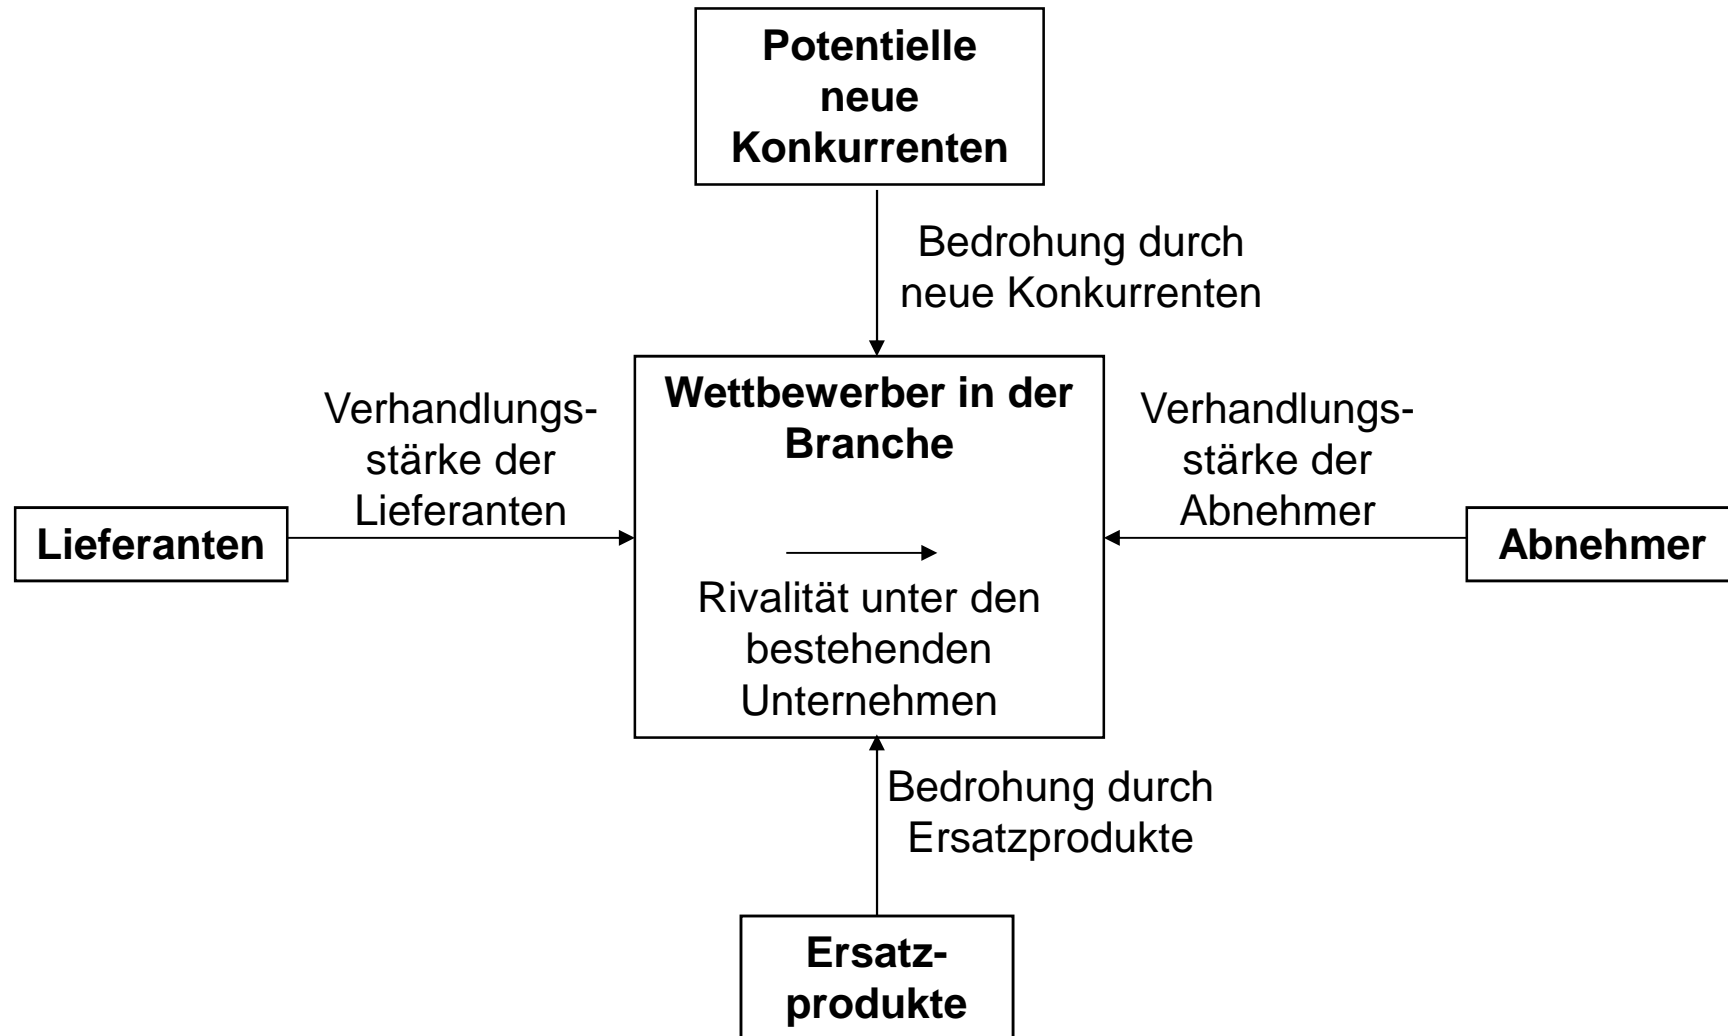 Potentielle
neue
Konkurrenten
Bedrohung durch
neue Konkurrenten
Verhandlungs-
stärke der
Lieferanten
Lieferanten
Wettbewerber in der
Branche
Rivalität unter den
bestehenden
Unternehmen
Verhandlungs-
stärke der
Abnehmer
Abnehmer
Bedrohung durch
Ersatzprodukte
Ersatz-
produkte